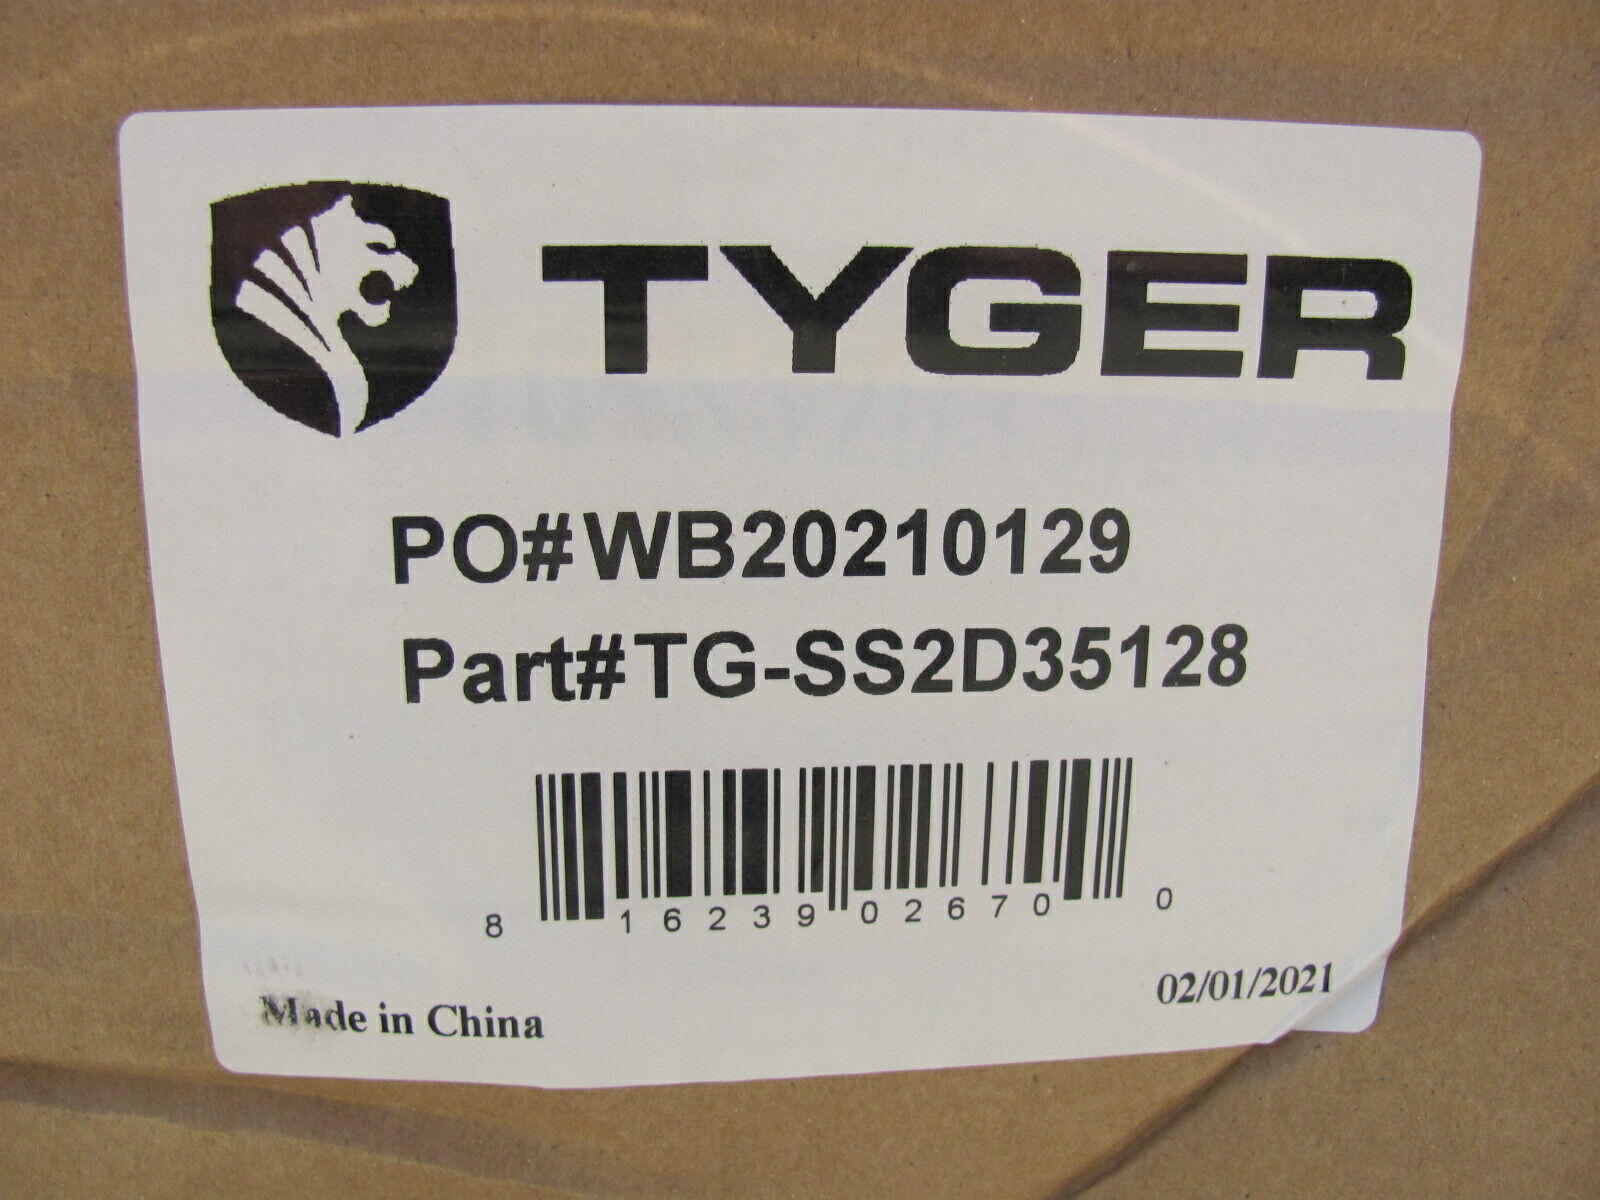 TYGER
PO#WB20210129
Part#TG-SS2D35128
8 16239 02670 0
Made in China
02/01/2021